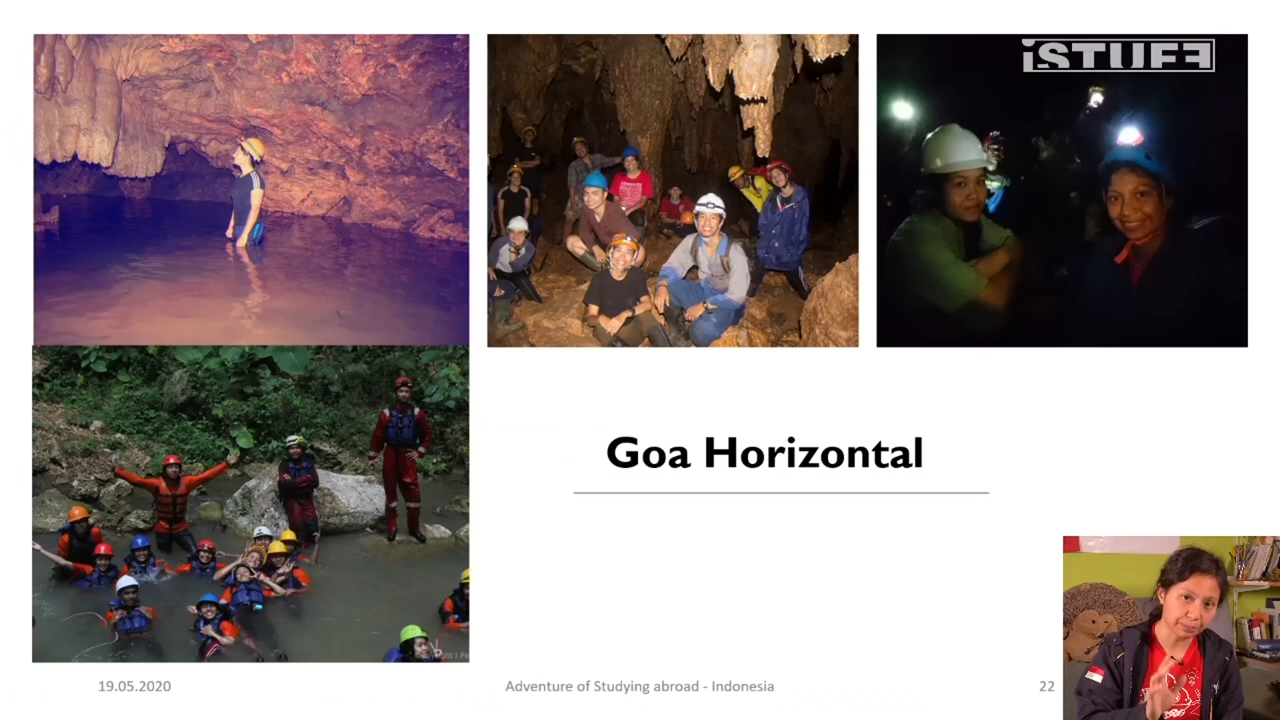 iSTUFF
Goa Horizontal
19.05.2020
Adventure of Studying abroad - Indonesia
22